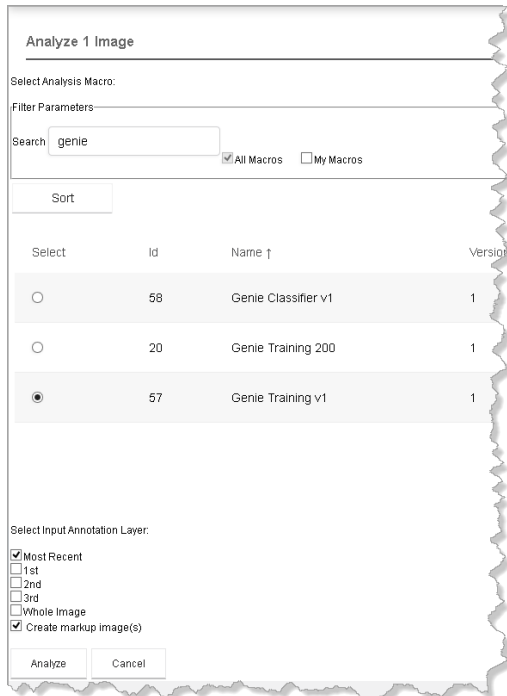 Analyze 1 Image
Select Analysis Macro:
Filter Parameters
Search genie
All Macros My Macros
Sort
Select Id Name ↑ Version
58 Genie Classifier v1 1
20 Genie Training 200 1
57 Genie Training v1 1
Select Input Annotation Layer:
Most Recent
1st
2nd
3rd
Whole Image
Create markup image(s)
Analyze Cancel